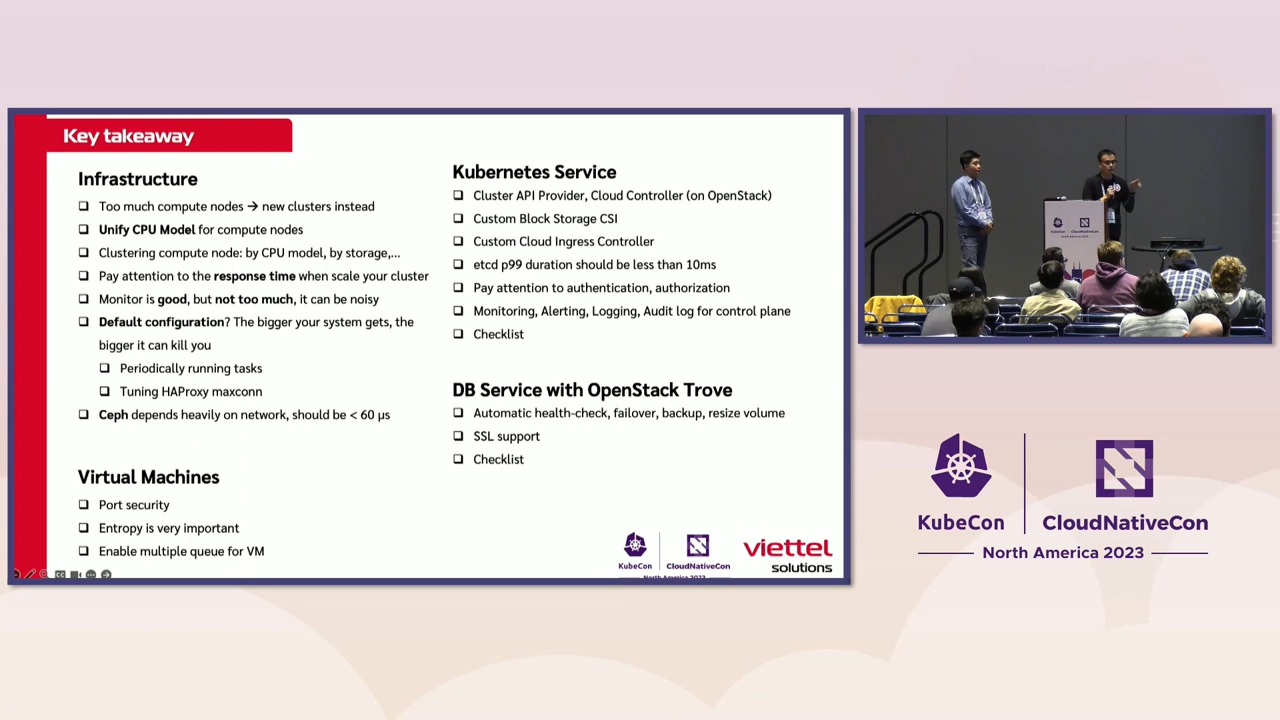 Key takeaway
Infrastructure
Too much compute nodes → new clusters instead
Unify CPU Model for compute nodes
Clustering compute node: by CPU model, by storage,...
Pay attention to the response time when scale your cluster
Monitor is good, but not too much, it can be noisy
Default configuration? The bigger your system gets, the
bigger it can kill you
Periodically running tasks
Tuning HAProxy maxconn
Ceph depends heavily on network, should be < 60 µs
Virtual Machines
Port security
Entropy is very important
Enable multiple queue for VM
Kubernetes Service
Cluster API Provider, Cloud Controller (on OpenStack)
Custom Block Storage CSI
Custom Cloud Ingress Controller
etcd p99 duration should be less than 10ms
Pay attention to authentication, authorization
Monitoring, Alerting, Logging, Audit log for control plane
Checklist
DB Service with OpenStack Trove
Automatic health-check, failover, backup, resize volume
SSL support
Checklist
KubeCon
CloudNativeCon
North America 2023
viettel
solutions
KubeCon
CloudNativeCon
North America 2023